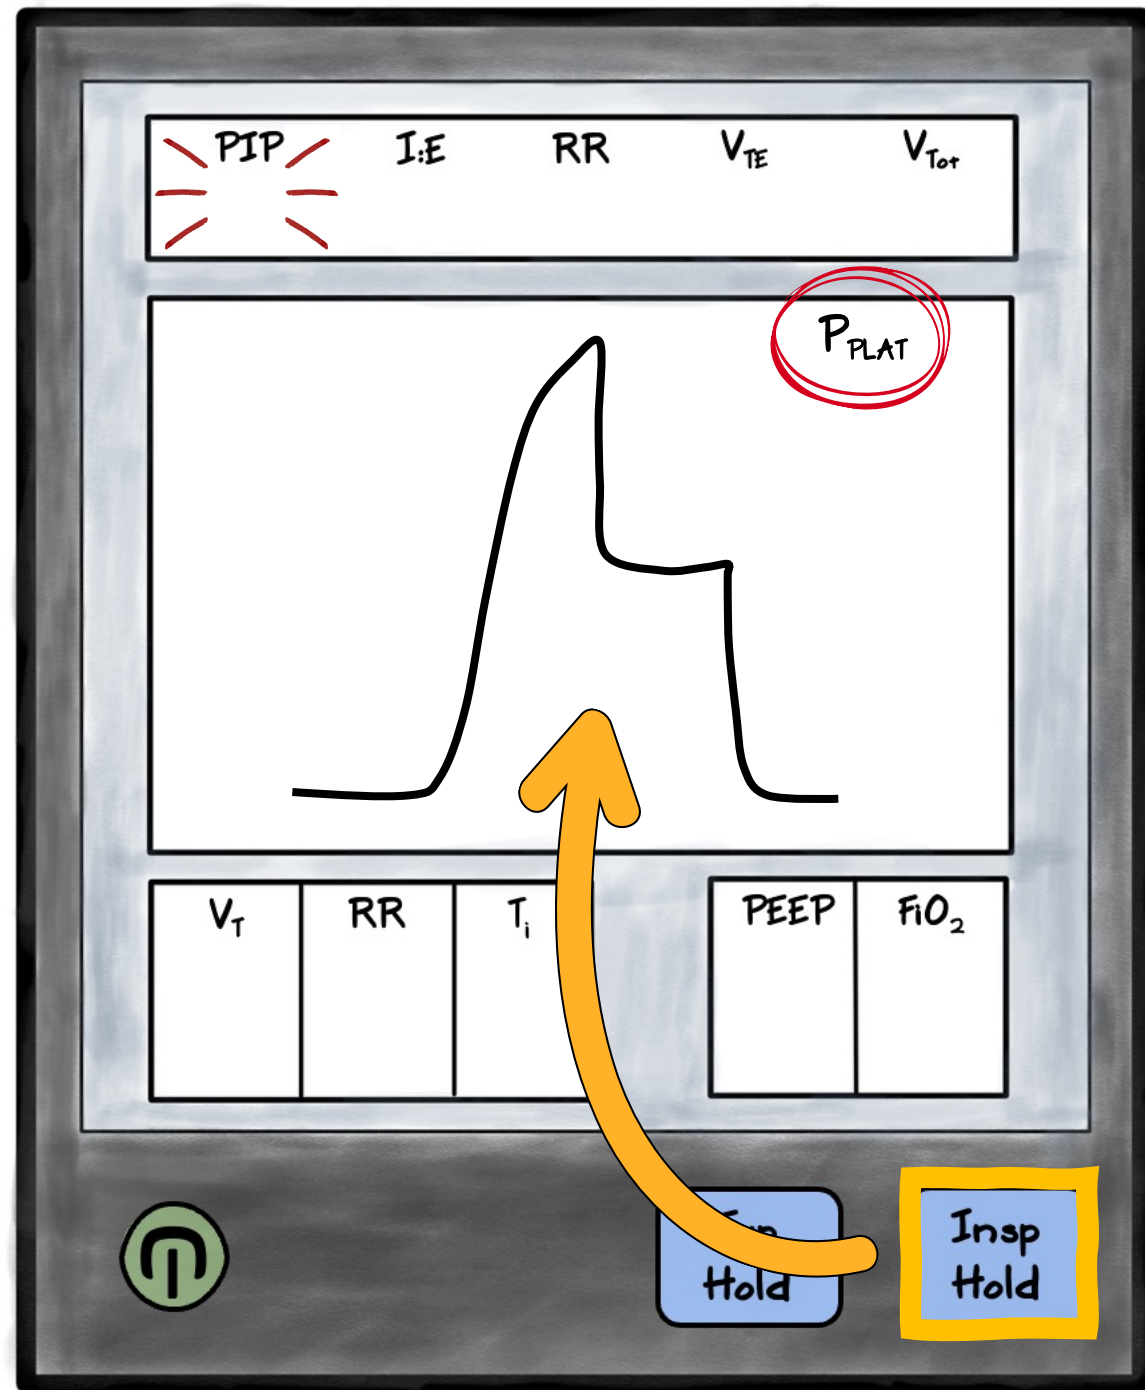 PIP I:E RR VTE VTot
PPLAT
VT RR Ti PEEP FiO2
Hold
Insp
Hold